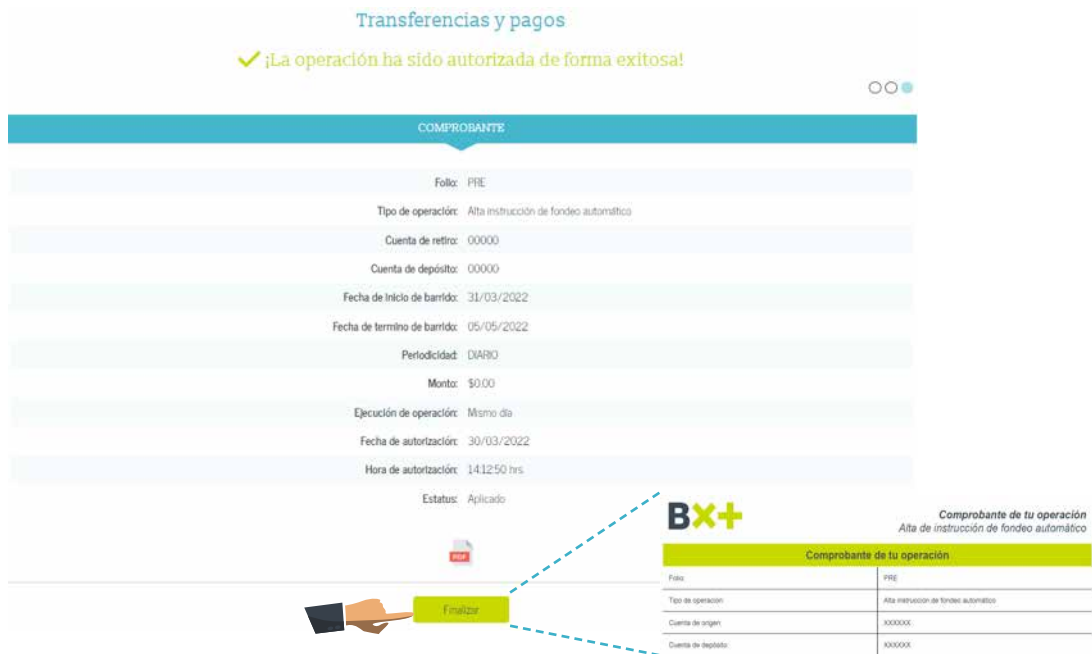 Transferencias y pagos
¡La operación ha sido autorizada de forma exitosa!
COMPROBANTE
Folio: PRE
Tipo de operación: Alta instrucción de fondeo automático
Cuenta de retiro: 00000
Cuenta de depósito: 00000
Fecha de inicio de barrido: 31/03/2022
Fecha de termino de barrido: 05/05/2022
Periodicidad: DIARIO
Monto: $0.00
Ejecución de operación: Mismo día
Fecha de autorización: 30/03/2022
Hora de autorización: 14:12:50 hrs.
Estatus: Aplicado
PDF
Finalizar
BX+
Comprobante de tu operación
Alta de instrucción de fondeo automático
Comprobante de tu operación
Folio: PRE
Tipo de operación: Alta instrucción de fondeo automático
Cuenta de origen: XXXXXX
Cuenta de depósito: XXXXXX